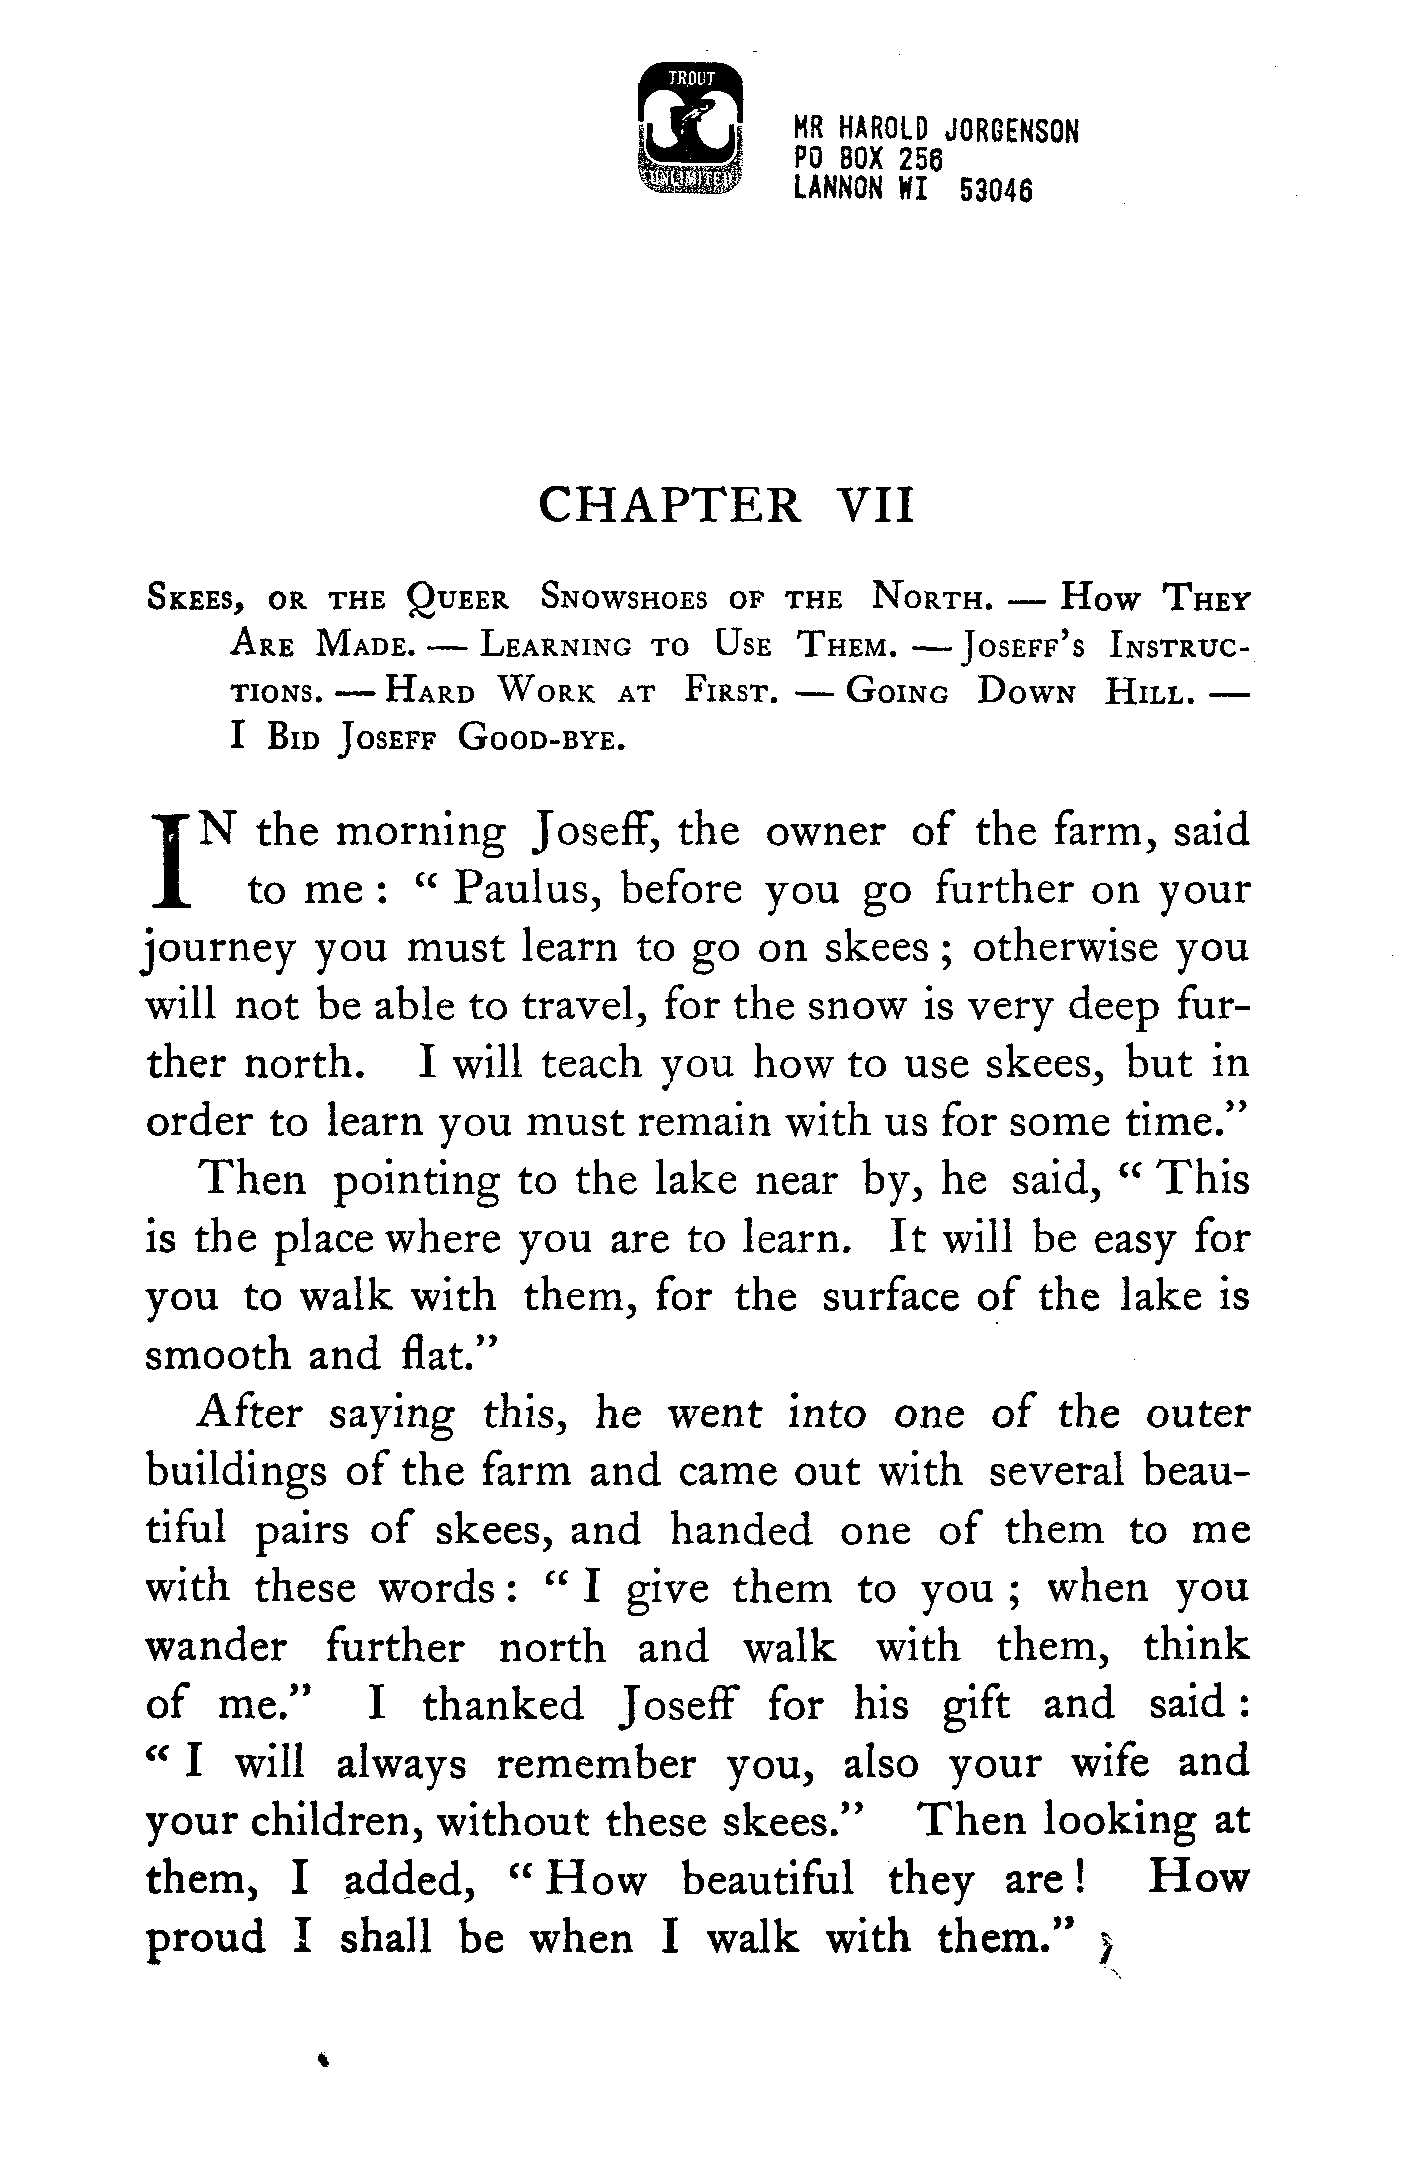 TROUT
UNLIMITED
MR HAROLD JORGENSON
PO BOX 256
LANNON WI 53046
CHAPTER VII
SKEES, OR THE QUEER SNOWSHOES OF THE NORTH. — HOW THEY
ARE MADE. — LEARNING TO USE THEM. — JOSEFF'S INSTRUC-
TIONS. — HARD WORK AT FIRST. — GOING DOWN HILL. —
I BID JOSEFF GOOD-BYE.
IN the morning Joseff, the owner of the farm, said
to me : “ Paulus, before you go further on your
journey you must learn to go on skees ; otherwise you
will not be able to travel, for the snow is very deep fur-
ther north. I will teach you how to use skees, but in
order to learn you must remain with us for some time.”
Then pointing to the lake near by, he said, “ This
is the place where you are to learn. It will be easy for
you to walk with them, for the surface of the lake is
smooth and flat.”
After saying this, he went into one of the outer
buildings of the farm and came out with several beau-
tiful pairs of skees, and handed one of them to me
with these words : “ I give them to you ; when you
wander further north and walk with them, think
of me.” I thanked Joseff for his gift and said :
“ I will always remember you, also your wife and
your children, without these skees.” Then looking at
them, I added, “ How beautiful they are ! How
proud I shall be when I walk with them.”